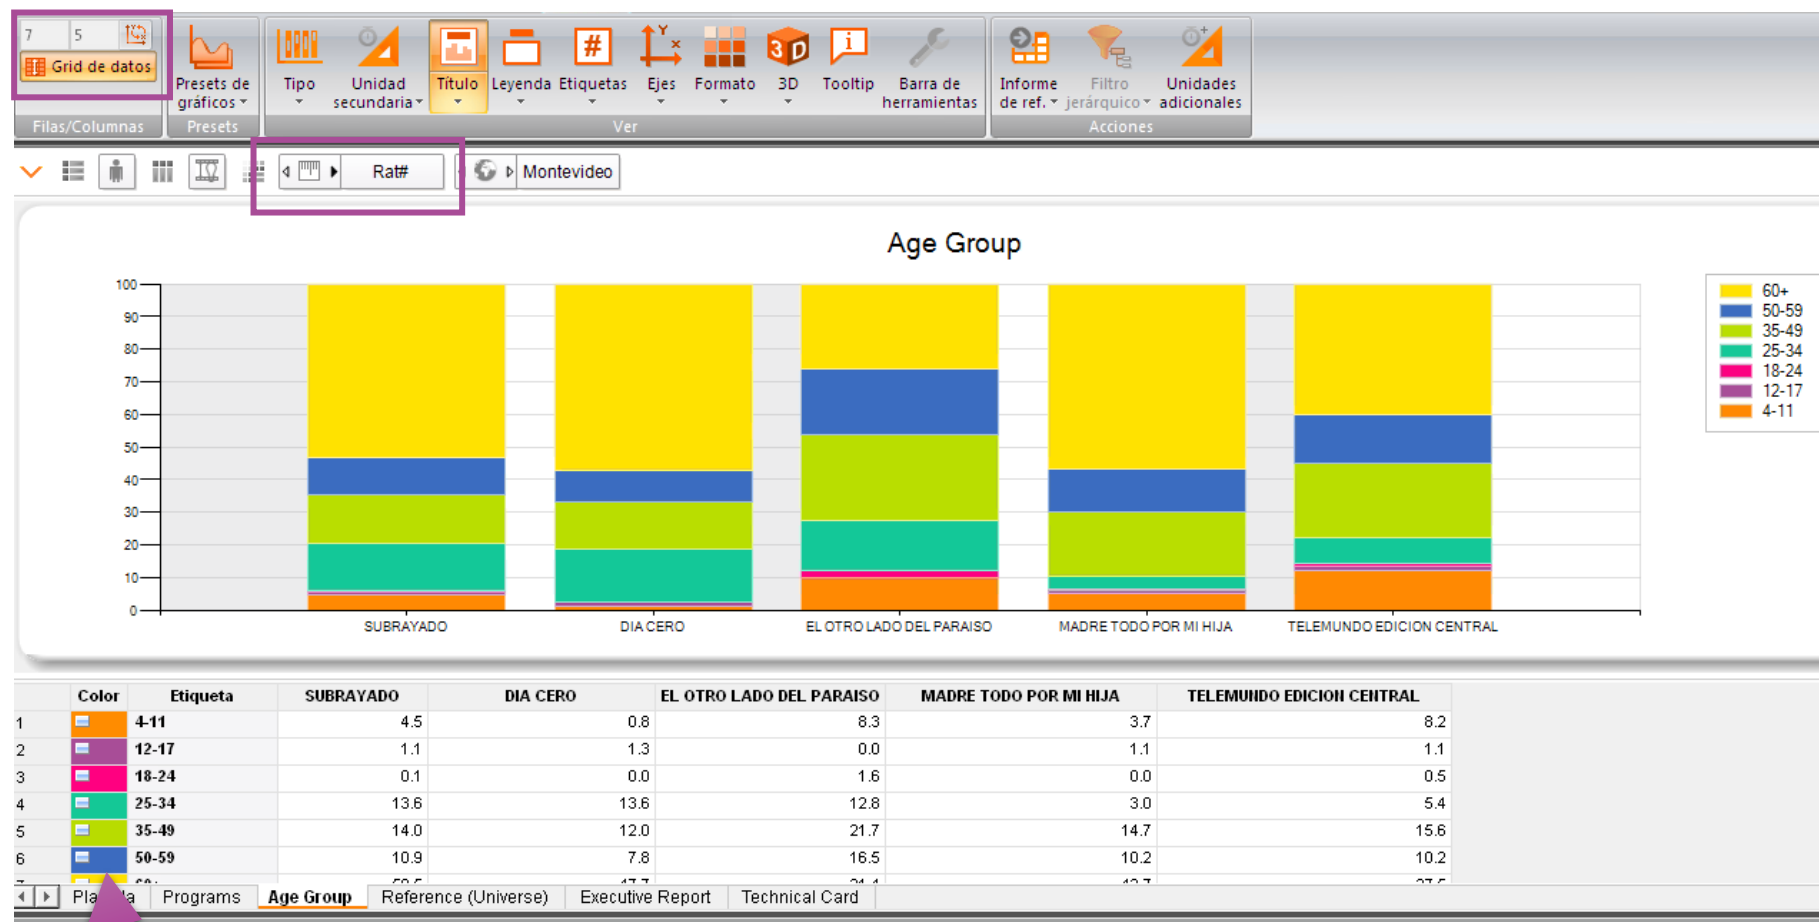 7 5
Grid de datos
Filas/Columnas
Presets de gráficos
Presets
Tipo
Unidad secundaria
Título
Leyenda
Etiquetas
Ejes
Formato
3D
Tooltip
Barra de herramientas
Ver
Informe de ref.
Filtro jerárquico
Unidades adicionales
Acciones
Rat#
Montevideo
Age Group
100
90
80
70
60
50
40
30
20
10
0
SUBRAYADO
DIA CERO
EL OTRO LADO DEL PARAISO
MADRE TODO POR MI HIJA
TELEMUNDO EDICION CENTRAL
60+
50-59
35-49
25-34
18-24
12-17
4-11
Color Etiqueta SUBRAYADO DIA CERO EL OTRO LADO DEL PARAISO MADRE TODO POR MI HIJA TELEMUNDO EDICION CENTRAL
1 4-11 4.5 0.8 8.3 3.7 8.2
2 12-17 1.1 1.3 0.0 1.1 1.1
3 18-24 0.1 0.0 1.6 0.0 0.5
4 25-34 13.6 13.6 12.8 3.0 5.4
5 35-49 14.0 12.0 21.7 14.7 15.6
6 50-59 10.9 7.8 16.5 10.2 10.2
Programs Age Group Reference (Universe) Executive Report Technical Card